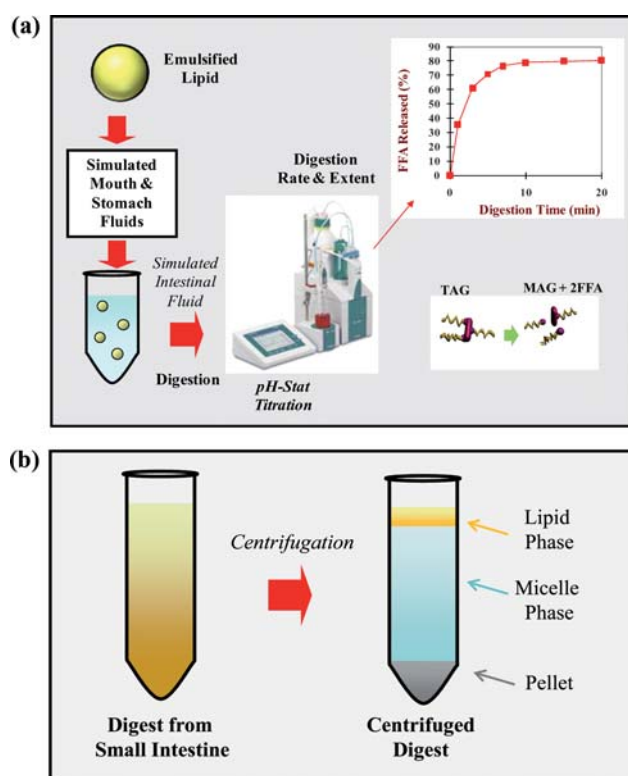 (a)
Emulsified
Lipid
Simulated
Mouth &
Stomach
Fluids
Simulated
Intestinal
Fluid
Digestion
Digestion
Rate & Extent
pH-Stat
Titration
FFA Released (%)
90
80
70
60
50
40
30
20
10
0
0 10 20
Digestion Time (min)
TAG
MAG + 2FFA
(b)
Centrifugation
Lipid
Phase
Micelle
Phase
Pellet
Digest from
Small Intestine
Centrifuged
Digest